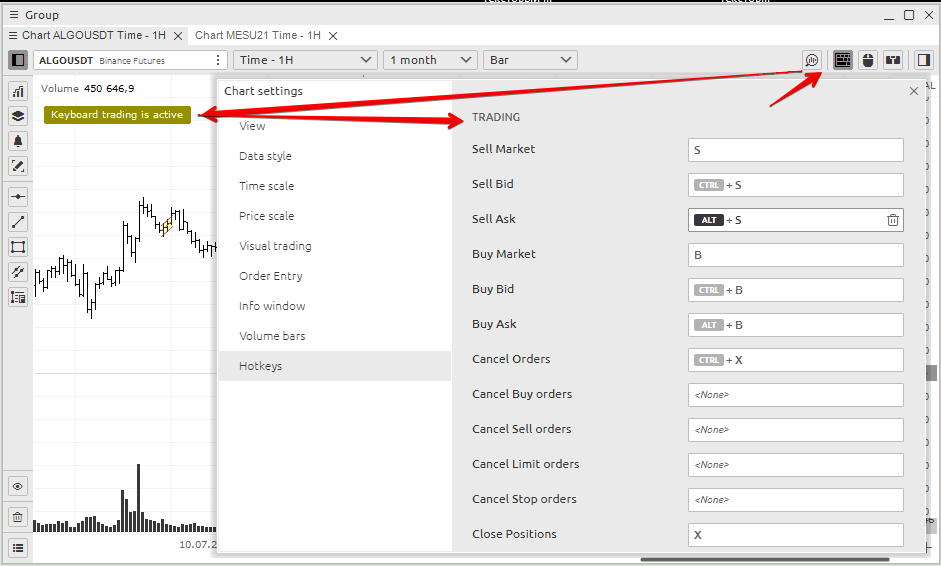 Group
Chart ALGOUSDT Time - 1H
Chart MESU21 Time - 1H
ALGOUSDT Binance Futures
Time - 1H
1 month
Bar
Volume 450 646,9
Keyboard trading is active
Chart settings
View
Data style
Time scale
Price scale
Visual trading
Order Entry
Info window
Volume bars
Hotkeys
TRADING
Sell Market S
Sell Bid CTRL + S
Sell Ask ALT + S
Buy Market B
Buy Bid CTRL + B
Buy Ask ALT + B
Cancel Orders CTRL + X
Cancel Buy orders <None>
Cancel Sell orders <None>
Cancel Limit orders <None>
Cancel Stop orders <None>
Close Positions X
10.07.2